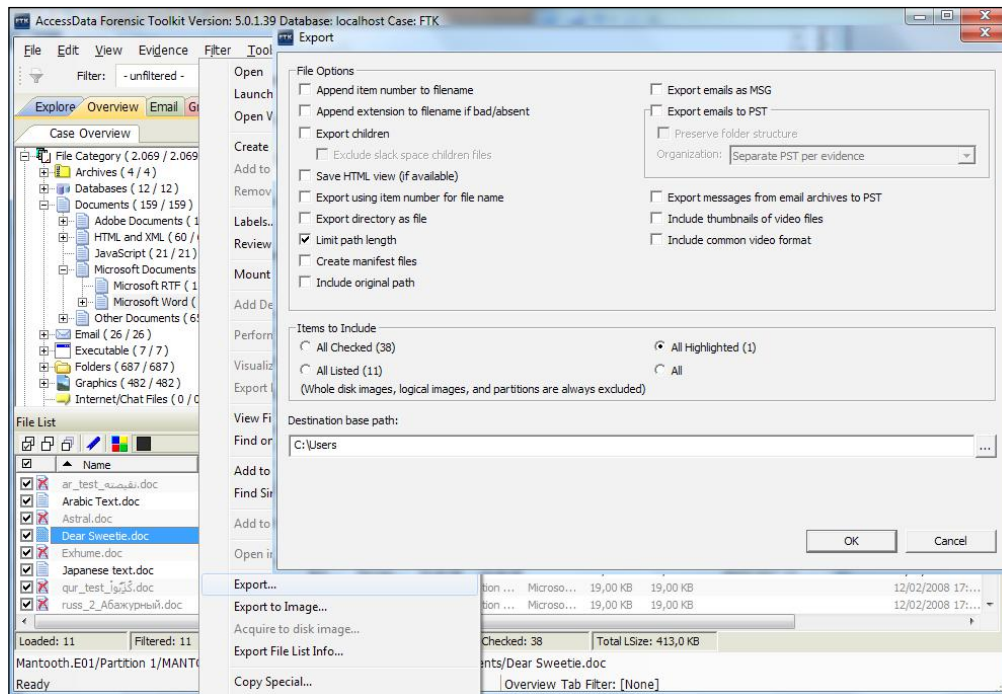 AccessData Forensic Toolkit Version: 5.0.1.39 Database: localhost Case: FTK
File Edit View Evidence Filter Tool
Filter: - unfiltered -
Explore Overview Email
Case Overview
File Category ( 2.069 / 2.069
Archives ( 4 / 4 )
Databases ( 12 / 12 )
Documents ( 159 / 159 )
Adobe Documents ( 1
HTML and XML ( 60 /
JavaScript ( 21 / 21 )
Microsoft Documents
Microsoft RTF ( 1
Microsoft Word (
Other Documents ( 6
Email ( 26 / 26 )
Executable ( 7 / 7 )
Folders ( 687 / 687 )
Graphics ( 482 / 482 )
Internet/Chat Files ( 0 / 0
File List
Name
ar_test_نقيضته.doc
Arabic Text.doc
Astral.doc
Dear Sweetie.doc
Exhume.doc
Japanese text.doc
russ_2_Абажурный.doc
Loaded: 11
Filtered: 11
Checked: 38
Total LSize: 413,0 KB
Mantooth.E01/Partition 1/MANT
nts/Dear Sweetie.doc
Ready
Overview Tab Filter: [None]
Open
Launch
Open V
Create
Add to
Remov
Labels..
Review
Mount
Add De
Perform
Visualiz
Export
View Fi
Find or
Add to
Find Sir
Add to
Open i
Export...
Export to Image...
Acquire to disk image...
Export File List Info...
Copy Special...
tion ... Microso... 19,00 KB 19,00 KB 12/02/2008 17:...
tion ... Microso... 19,00 KB 19,00 KB 12/02/2008 17:...
FTK Export
File Options
Append item number to filename
Append extension to filename if bad/absent
Export children
Exclude slack space children files
Save HTML view (if available)
Export using item number for file name
Export directory as file
Limit path length
Create manifest files
Include original path
Export emails as MSG
Export emails to PST
Preserve folder structure
Organization: Separate PST per evidence
Export messages from email archives to PST
Include thumbnails of video files
Include common video format
Items to Include
All Checked (38)
All Highlighted (1)
All Listed (11)
All
(Whole disk images, logical images, and partitions are always excluded)
Destination base path:
C:\Users
...
OK
Cancel